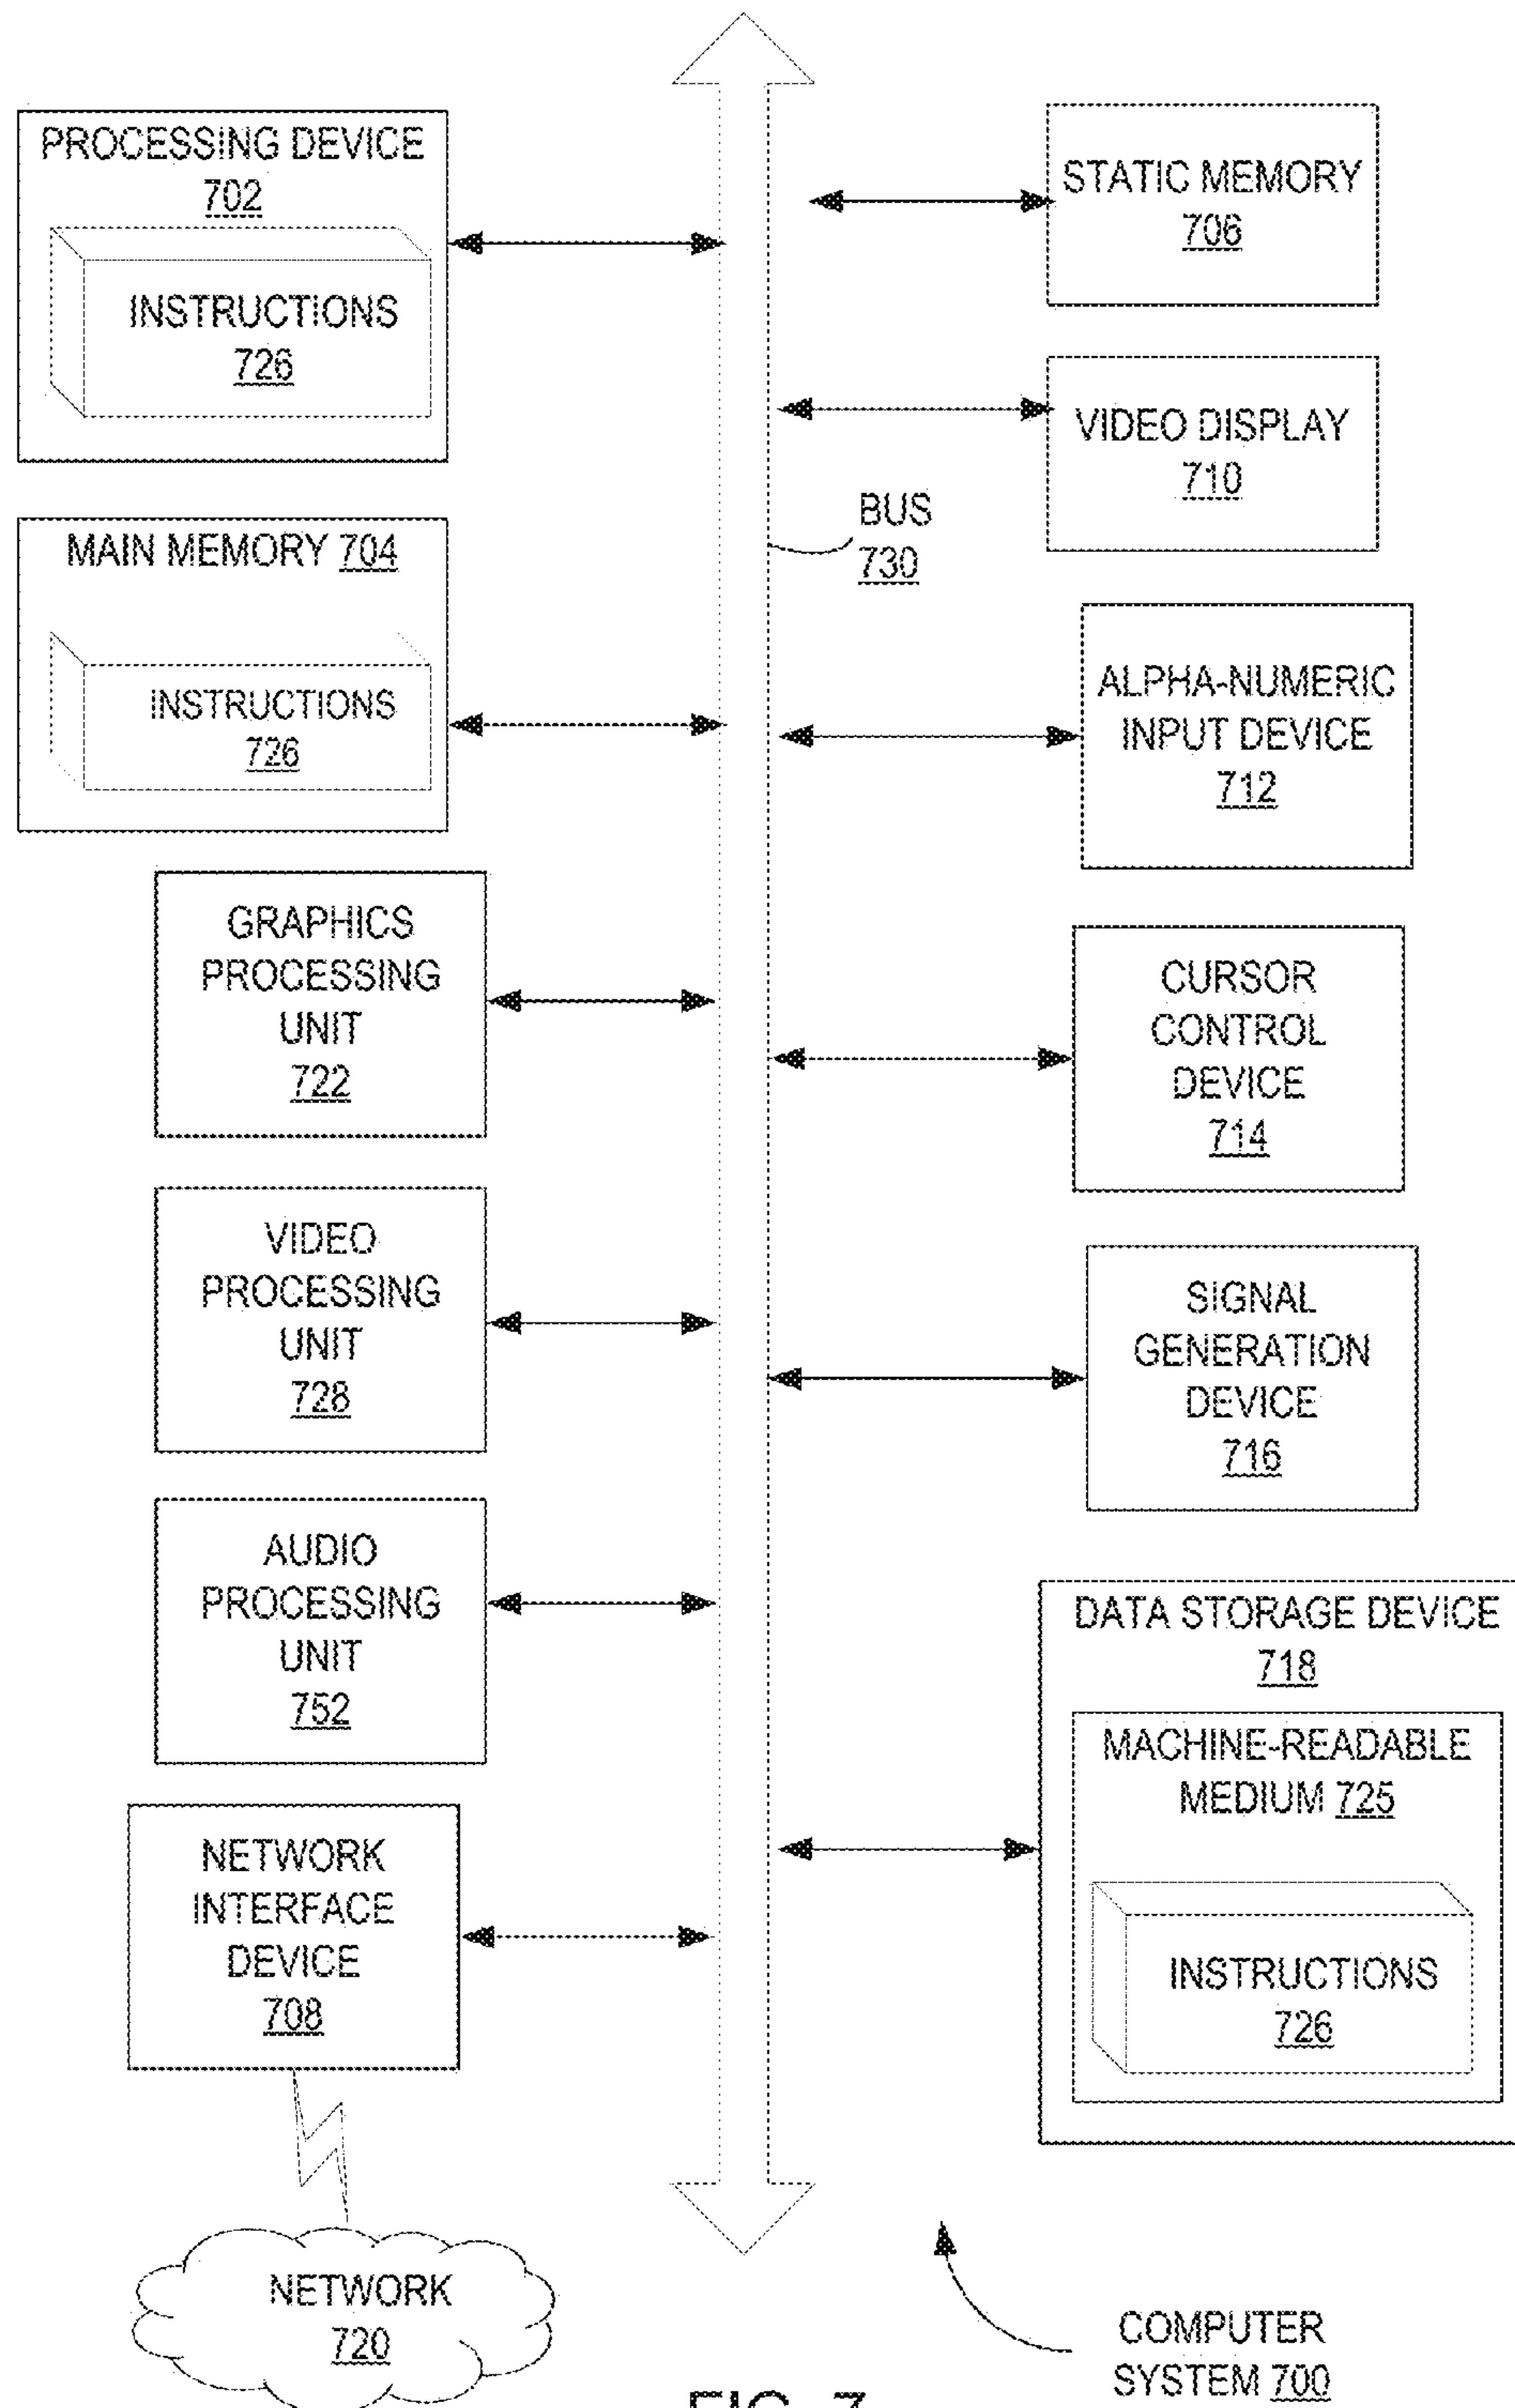 PROCESSING DEVICE
702
INSTRUCTIONS
726
MAIN MEMORY 704
INSTRUCTIONS
726
GRAPHICS
PROCESSING
UNIT
722
VIDEO
PROCESSING
UNIT
728
AUDIO
PROCESSING
UNIT
752
NETWORK
INTERFACE
DEVICE
708
NETWORK
720
BUS
730
STATIC MEMORY
706
VIDEO DISPLAY
710
ALPHA-NUMERIC
INPUT DEVICE
712
CURSOR
CONTROL
DEVICE
714
SIGNAL
GENERATION
DEVICE
716
DATA STORAGE DEVICE
718
MACHINE-READABLE
MEDIUM 725
INSTRUCTIONS
726
COMPUTER
SYSTEM 700
FIG. 7